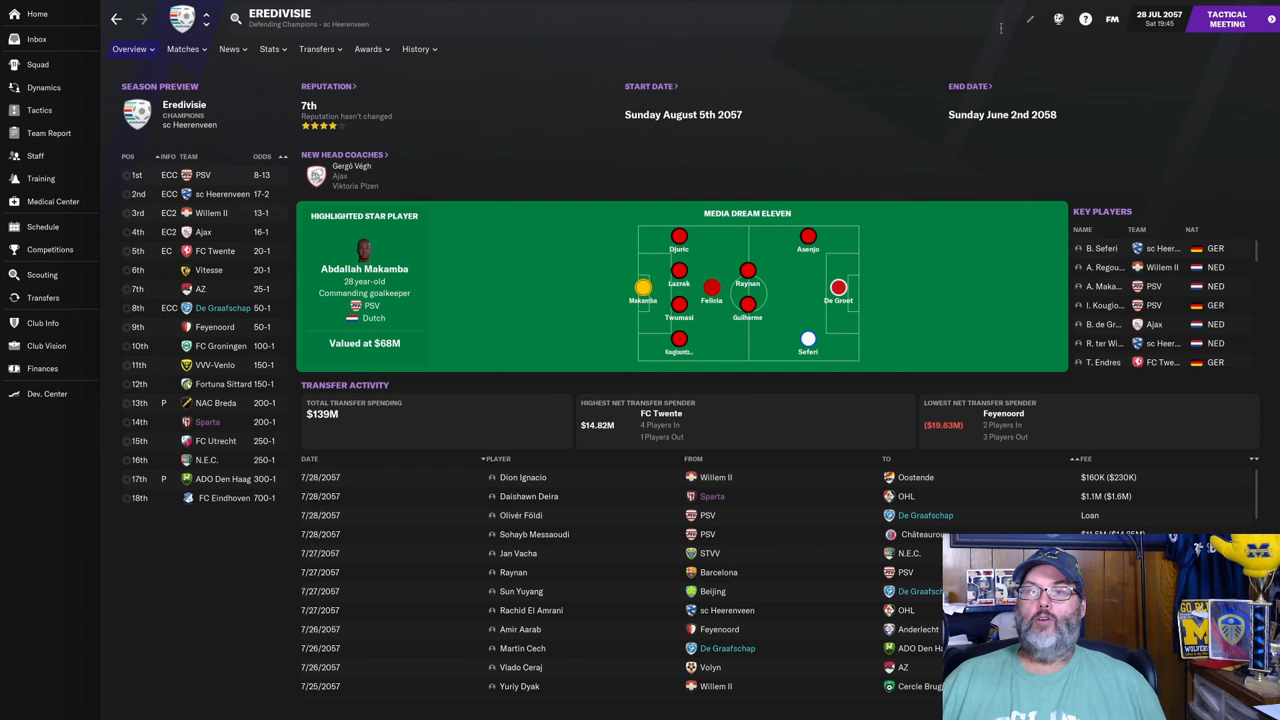 EREDIVISIE
Defending Champions - sc Heerenveen
FM
28 JUL 2057
Sat 19:45
TACTICAL
MEETING
Home
Inbox
Squad
Dynamics
Tactics
Team Report
Staff
Training
Medical Center
Schedule
Competitions
Scouting
Transfers
Club Info
Club Vision
Finances
Dev. Center
Overview Matches News Stats Transfers Awards History
SEASON PREVIEW
Eredivisie
CHAMPIONS
sc Heerenveen
POS INFO TEAM ODDS
1st ECC PSV 8-13
2nd ECC sc Heerenveen 17-2
3rd EC2 Willem II 13-1
4th EC2 Ajax 16-1
5th EC FC Twente 20-1
6th Vitesse 20-1
7th AZ 25-1
8th ECC De Graafschap 50-1
9th Feyenoord 50-1
10th FC Groningen 100-1
11th VVV-Venlo 150-1
12th Fortuna Sittard 150-1
13th P NAC Breda 200-1
14th Sparta 200-1
15th FC Utrecht 250-1
16th N.E.C. 250-1
17th P ADO Den Haag 300-1
18th FC Eindhoven 700-1
REPUTATION>
7th
Reputation hasn't changed
START DATE>
Sunday August 5th 2057
END DATE>
Sunday June 2nd 2058
NEW HEAD COACHES >
Gergő Végh
Ajax
Viktoria Plzen
HIGHLIGHTED STAR PLAYER
Abdallah Makamba
28 year-old
Commanding goalkeeper
PSV
Dutch
Valued at $68M
MEDIA DREAM ELEVEN
Djuric
Asenjo
Lazrak
Raynan
Makamba
Felicia
De Groot
Twumasi
Guilherme
Kougiountz...
Seferi
KEY PLAYERS
NAME TEAM NAT
B. Seferi sc Heer... GER
A. Regou... Willem II NED
A. Maka... PSV NED
I. Kougio... PSV GER
B. de Gr... Ajax NED
R. ter Wi... sc Heer... NED
T. Endres FC Twe... GER
TRANSFER ACTIVITY
TOTAL TRANSFER SPENDING
$139M
HIGHEST NET TRANSFER SPENDER
FC Twente
$14.82M 4 Players In
1 Players Out
LOWEST NET TRANSFER SPENDER
Feyenoord
($19.63M) 2 Players In
3 Players Out
DATE PLAYER FROM TO FEE
7/28/2057 Dion Ignacio Willem II Oostende $160K ($230K)
7/28/2057 Daishawn Deira Sparta OHL $1.1M ($1.6M)
7/28/2057 Olivér Földi PSV De Graafschap Loan
7/28/2057 Sohayb Messaoudi PSV Châteaurou
7/27/2057 Jan Vacha STVV N.E.C.
7/27/2057 Raynan Barcelona PSV
7/27/2057 Sun Yuyang Beijing De Graafsc
7/27/2057 Rachid El Amrani sc Heerenveen OHL
7/26/2057 Amir Aarab Feyenoord Anderlecht
7/26/2057 Martin Cech De Graafschap ADO Den Ha
7/26/2057 Vlado Ceraj Volyn AZ
7/25/2057 Yuriy Dyak Willem II Cercle Brug